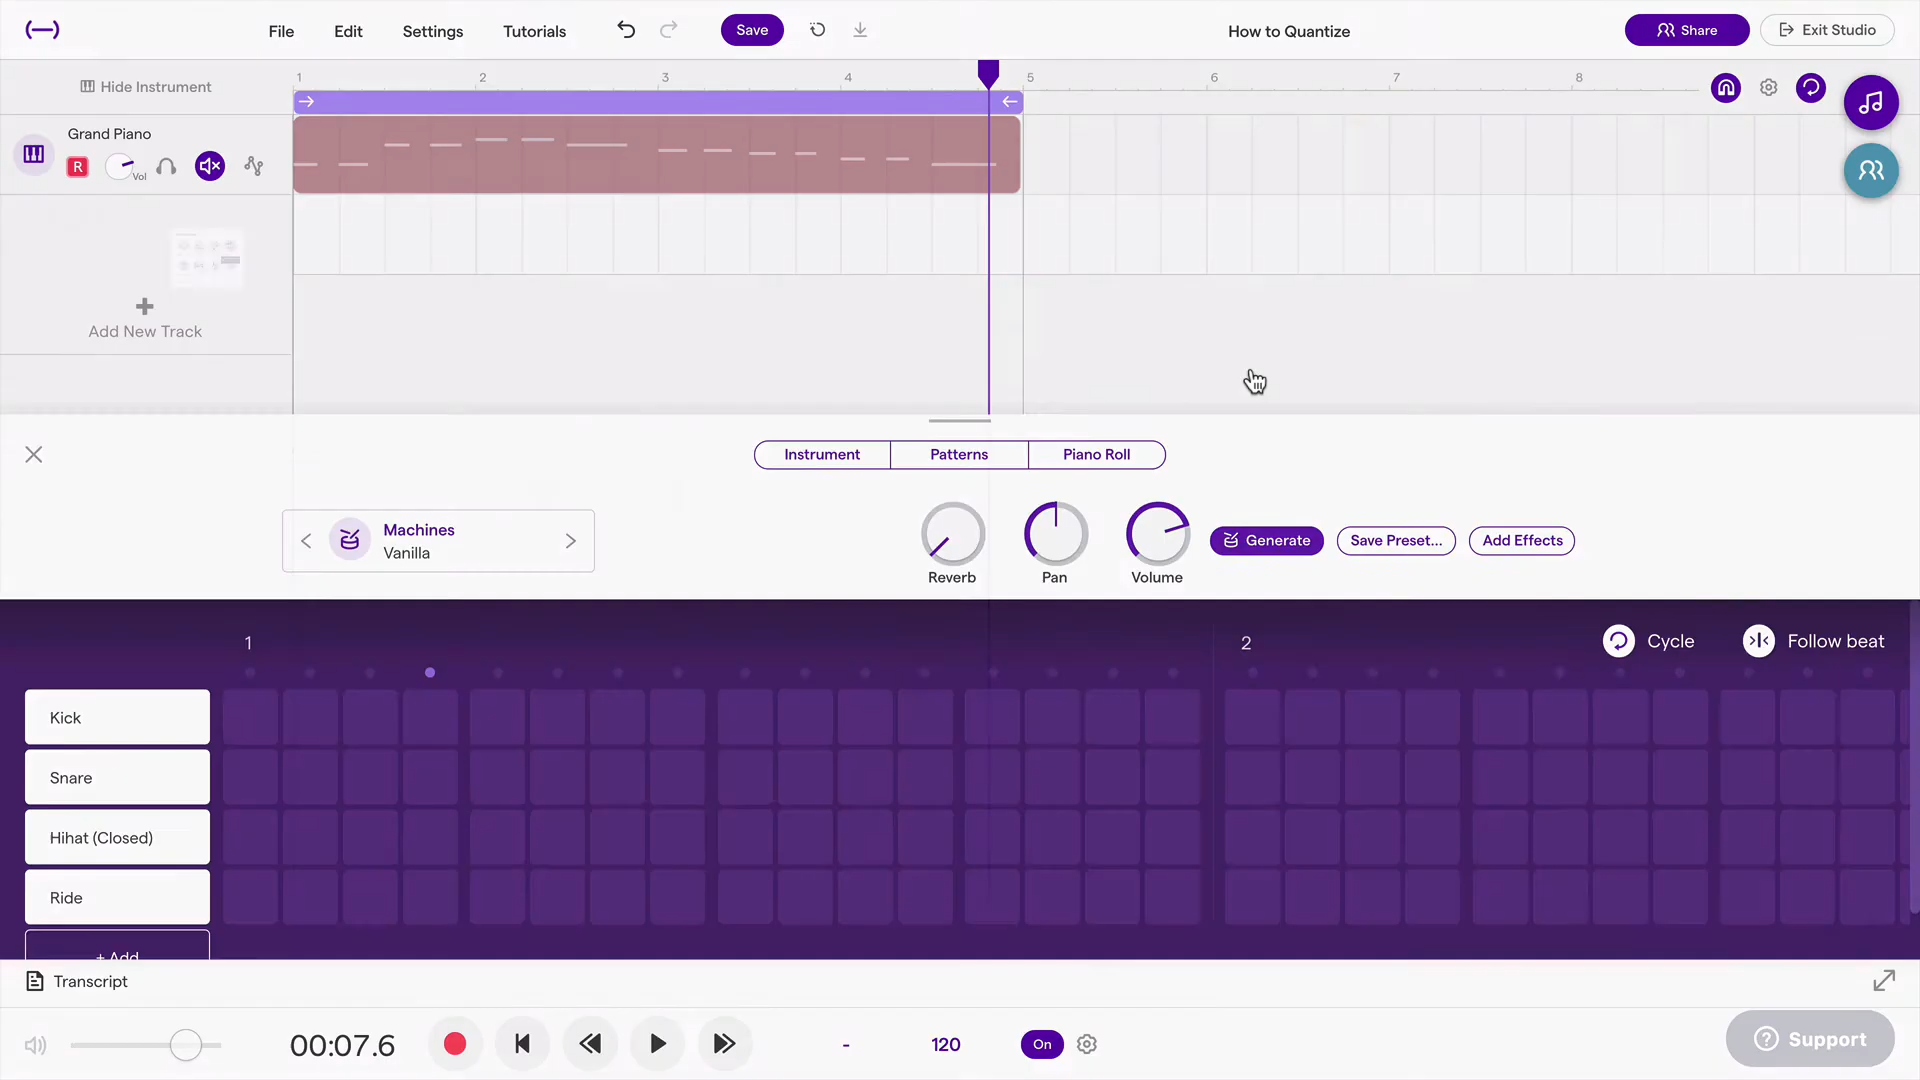 File Edit Settings Tutorials Save How to Quantize Share Exit Studio
Hide Instrument 1 2 3 4 5 6 7 8
Grand Piano
R Vol
Add New Track
Instrument Patterns Piano Roll
Machines
Vanilla
Generate Save Preset... Add Effects
Reverb Pan Volume
1 2 Cycle Follow beat
Kick
Snare
Hihat (Closed)
Ride
+ Add
Transcript
00:07.6 - 120 On Support